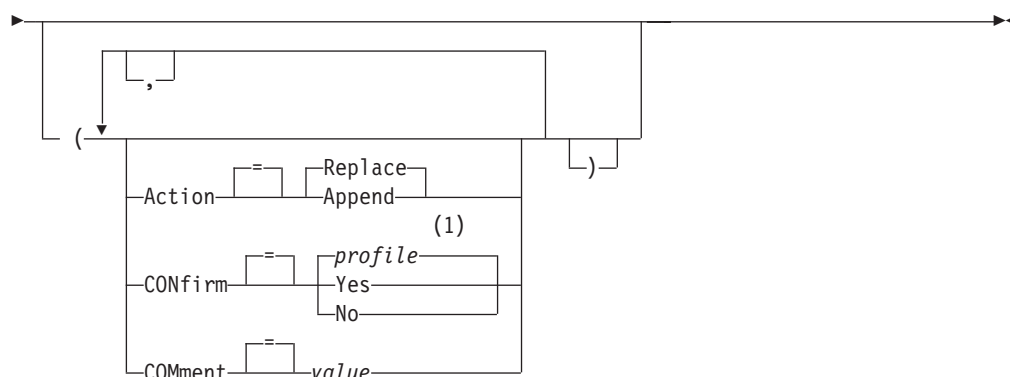 ,
(
)
=
Replace
Action
Append
(1)
=
profile
CONfirm
Yes
No
=
COMment
value